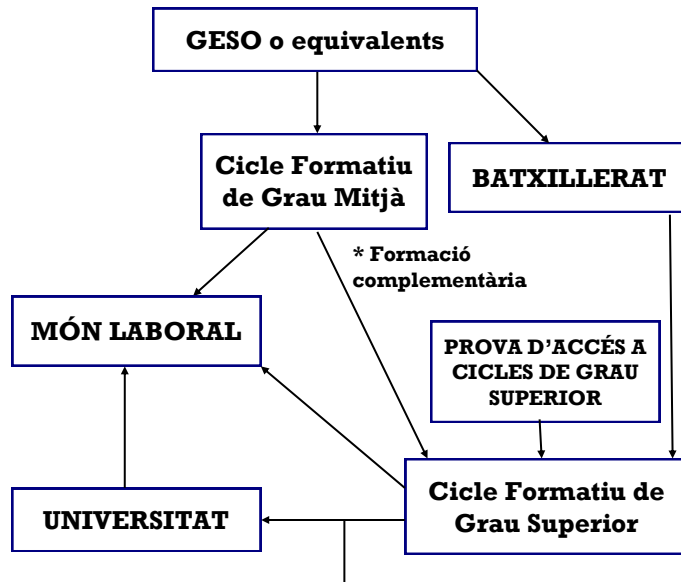 GESO o equivalents
Cicle Formatiu
de Grau Mitjà
BATXILLERAT
* Formació
complementària
MÓN LABORAL
PROVA D’ACCÉS A
CICLES DE GRAU
SUPERIOR
Cicle Formatiu de
Grau Superior
UNIVERSITAT